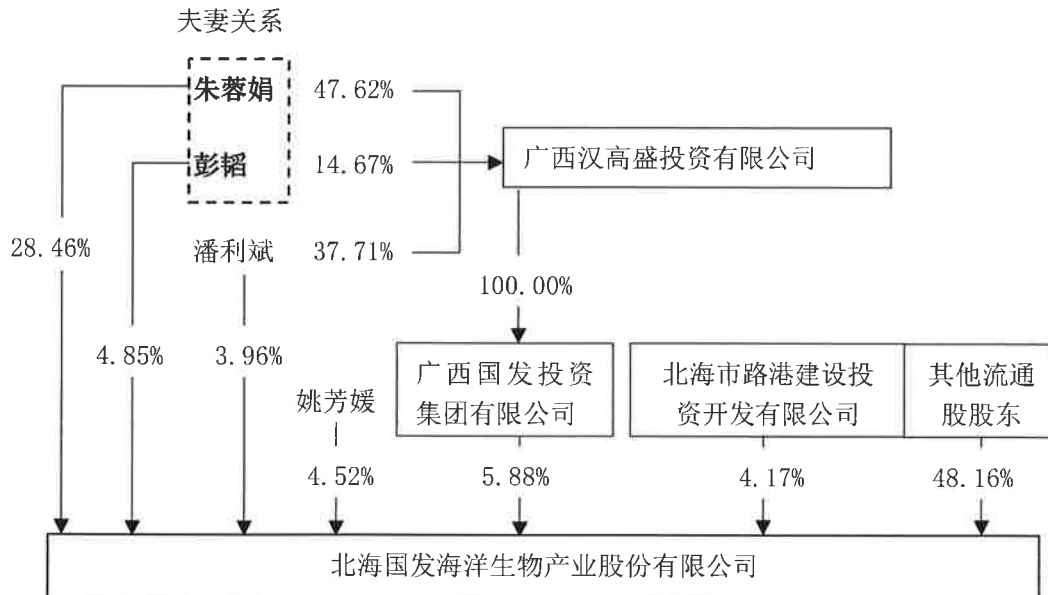 夫妻关系
朱蓉娟 47.62%
彭韬 14.67%
广西汉高盛投资有限公司
28.46%
潘利斌 37.71%
100.00%
4.85%
3.96%
姚芳媛
广西国发投资
集团有限公司
北海市路港建设投
资开发有限公司
其他流通
股股东
4.52%
5.88%
4.17%
48.16%
北海国发海洋生物产业股份有限公司